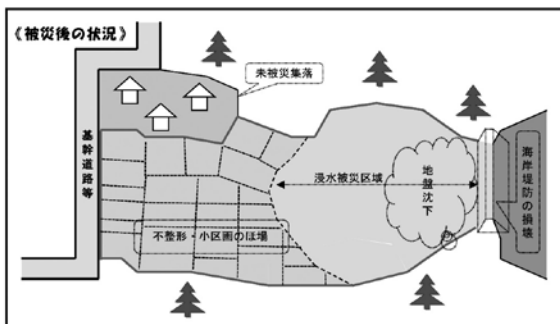 《被災後の状況》
未被災集落
基幹道路等
浸水被災区域
地盤沈下
海岸堤防の損壊
不整形・小区画のほ場